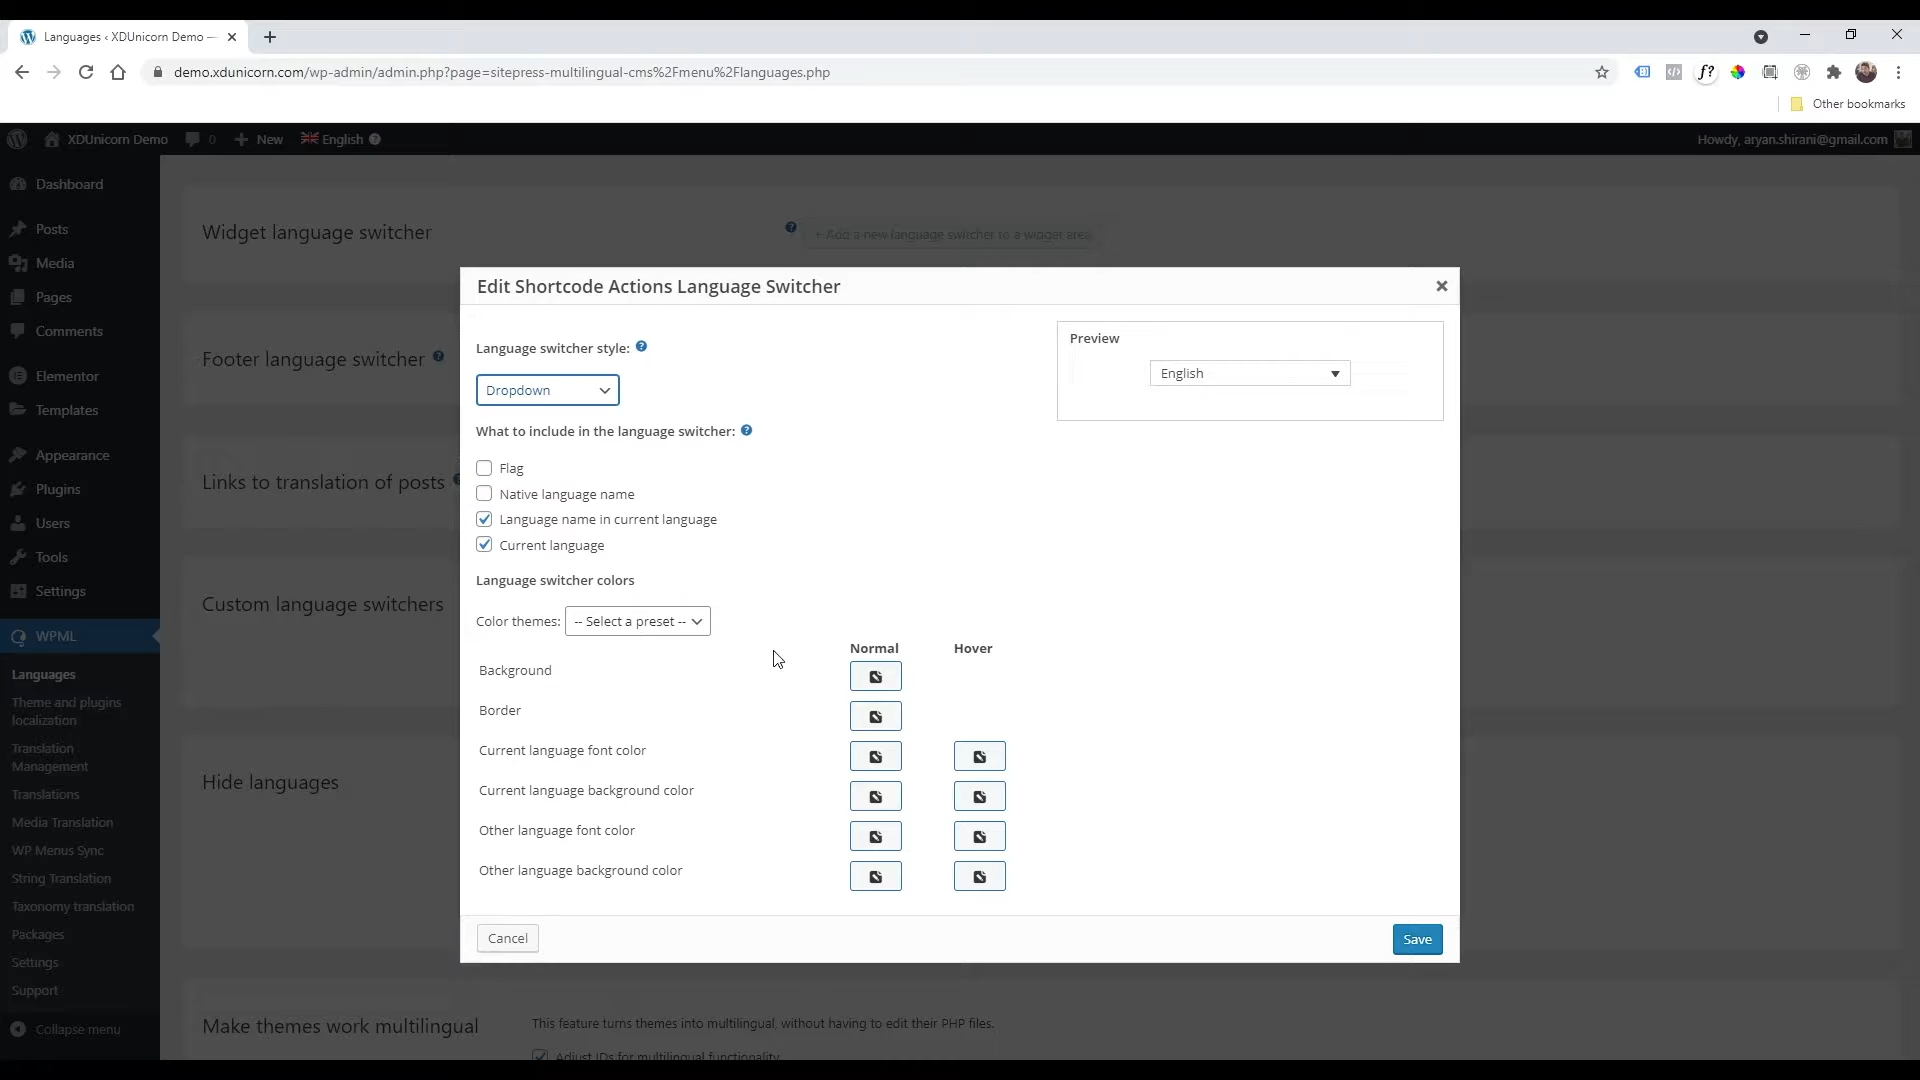 Languages ‹ XDUnicorn Demo —
demo.xdunicorn.com/wp-admin/admin.php?page=sitepress-multilingual-cms%2Fmenu%2Flanguages.php
f?
Other bookmarks
XDUnicorn Demo 0 New English
Howdy, aryan.shirani@gmail.com
Dashboard
Posts
Media
Pages
Comments
Elementor
Templates
Appearance
Plugins
Users
Tools
Settings
WPML
Languages
Theme and plugins
localization
Translation
Management
Translations
Media Translation
WP Menus Sync
String Translation
Taxonomy translation
Packages
Settings
Support
Collapse menu
Widget language switcher
+ Add a new language switcher to a widget area
Footer language switcher
Links to translation of posts
Custom language switchers
Hide languages
Make themes work multilingual
This feature turns themes into multilingual, without having to edit their PHP files.
Adjust IDs for multilingual functionality
Edit Shortcode Actions Language Switcher
Language switcher style:
Dropdown
What to include in the language switcher:
Flag
Native language name
Language name in current language
Current language
Language switcher colors
Color themes: -- Select a preset --
Normal Hover
Background
Border
Current language font color
Current language background color
Other language font color
Other language background color
Preview
English
Cancel
Save